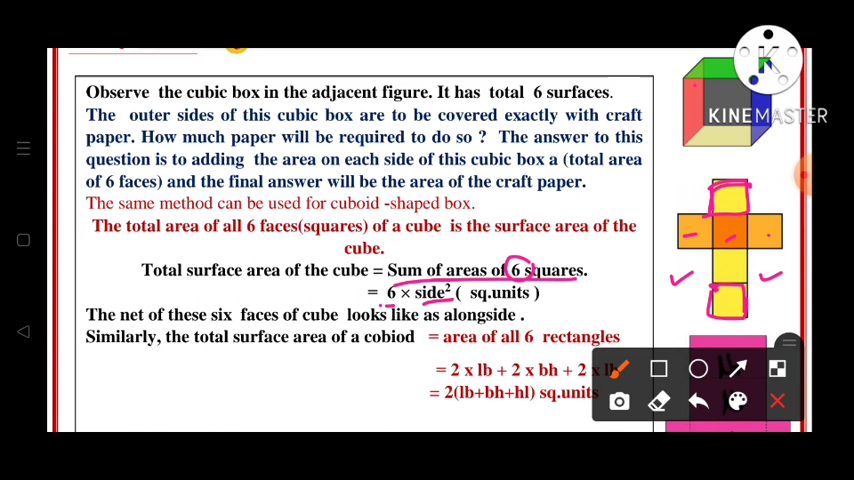 KINEMASTER
Observe the cubic box in the adjacent figure. It has total 6 surfaces.
The outer sides of this cubic box are to be covered exactly with craft
paper. How much paper will be required to do so ? The answer to this
question is to adding the area on each side of this cubic box a (total area
of 6 faces) and the final answer will be the area of the craft paper.
The same method can be used for cuboid -shaped box.
The total area of all 6 faces(squares) of a cube is the surface area of the
cube.
Total surface area of the cube = Sum of areas of 6 squares.
= 6 × side² ( sq.units )
The net of these six faces of cube looks like as alongside .
Similarly, the total surface area of a cobiod = area of all 6 rectangles
= 2 x lb + 2 x bh + 2 x
= 2(lb+bh+hl) sq.units